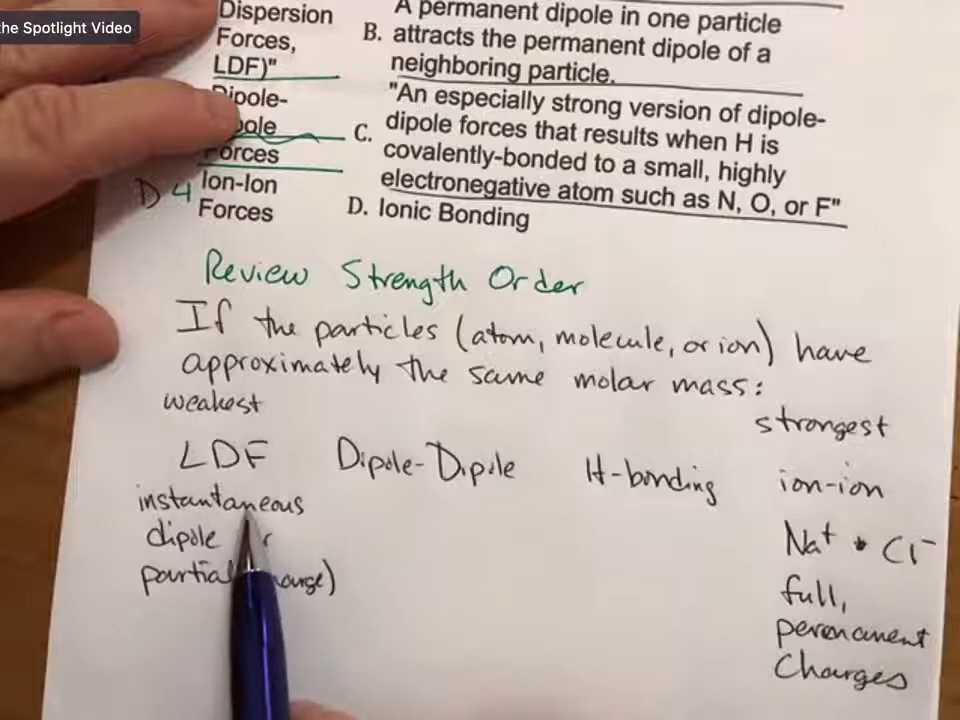 the Spotlight Video
Dispersion
Forces,
LDF)"
A permanent dipole in one particle
B. attracts the permanent dipole of a
neighboring particle.
Dipole-
Forces
"An especially strong version of dipole-
C. dipole forces that results when H is
covalently-bonded to a small, highly
electronegative atom such as N, O, or F"
D 4 Ion-Ion
Forces
D. Ionic Bonding
Review Strength Order
If the particles (atom, molecule, or ion) have
approximately the same molar mass:
weakest strongest
LDF Dipole-Dipole H-bonding ion-ion
instantaneous
dipole
partial
Na+ • Cl-
full,
permanent
Charges